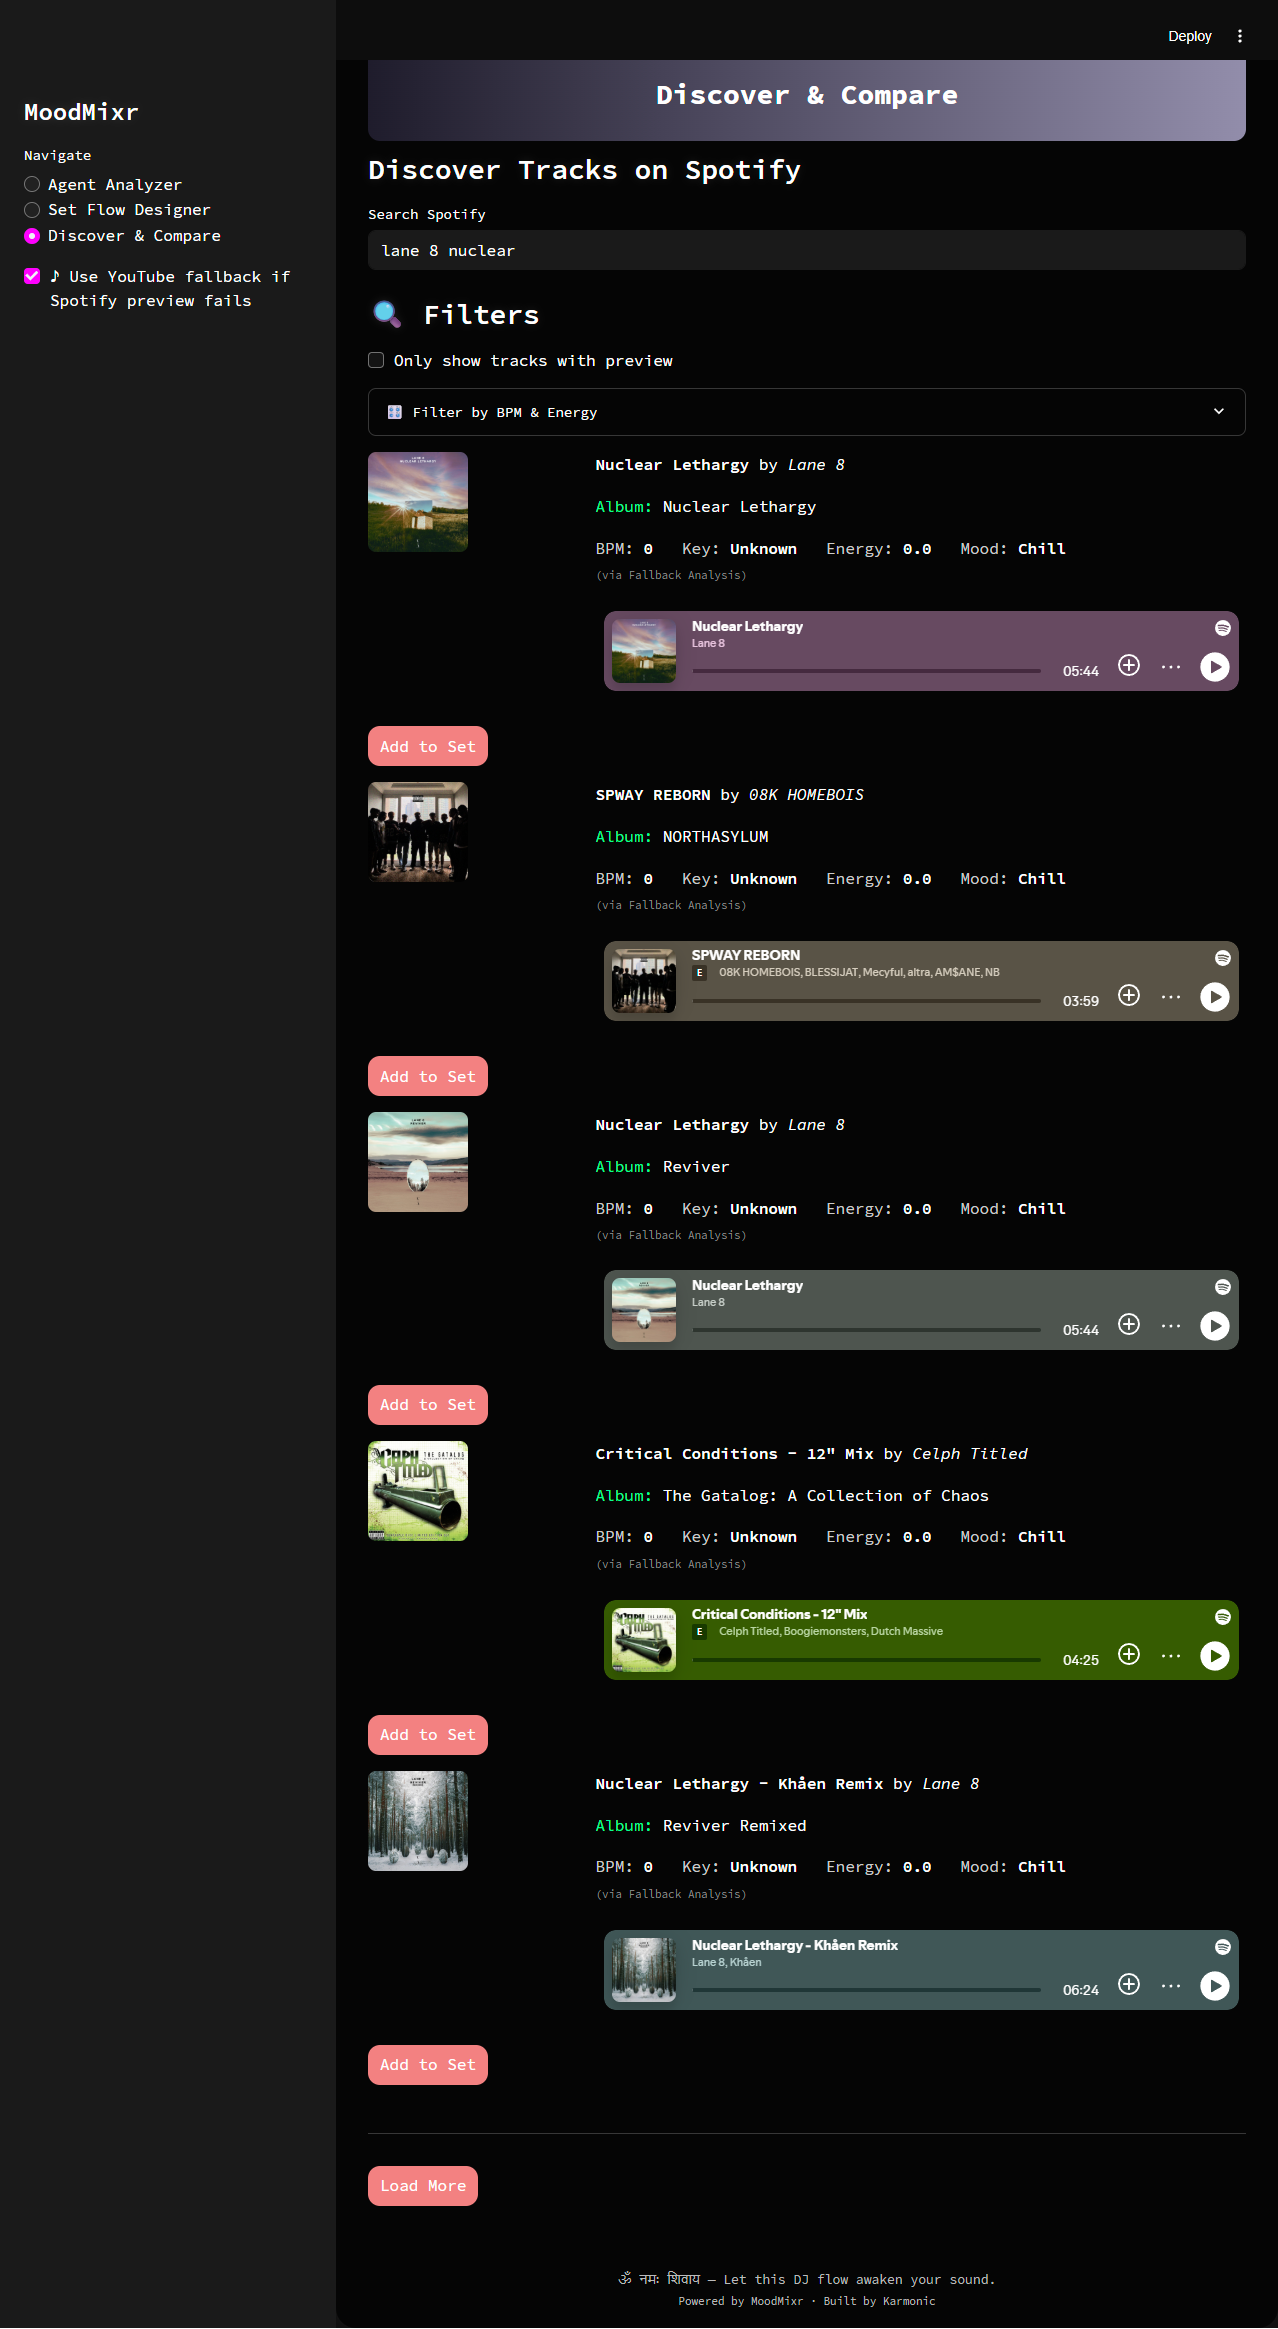 Deploy
MoodMixr
Navigate
Agent Analyzer
Set Flow Designer
Discover & Compare
♪ Use YouTube fallback if
Spotify preview fails
Discover & Compare
Discover Tracks on Spotify
Search Spotify
lane 8 nuclear
Filters
Only show tracks with preview
Filter by BPM & Energy
Nuclear Lethargy by Lane 8
Album: Nuclear Lethargy
BPM: 0 Key: Unknown Energy: 0.0 Mood: Chill
(via Fallback Analysis)
Nuclear Lethargy
Lane 8
05:44
Add to Set
SPWAY REBORN by 08K HOMEBOIS
Album: NORTHASYLUM
BPM: 0 Key: Unknown Energy: 0.0 Mood: Chill
(via Fallback Analysis)
SPWAY REBORN
E 08K HOMEBOIS, BLESSIJAT, Mecyful, altra, AM$ANE, NB
03:59
Add to Set
Nuclear Lethargy by Lane 8
Album: Reviver
BPM: 0 Key: Unknown Energy: 0.0 Mood: Chill
(via Fallback Analysis)
Nuclear Lethargy
Lane 8
05:44
Add to Set
Critical Conditions - 12" Mix by Celph Titled
Album: The Gatalog: A Collection of Chaos
BPM: 0 Key: Unknown Energy: 0.0 Mood: Chill
(via Fallback Analysis)
Critical Conditions - 12" Mix
E Celph Titled, Boogiemonsters, Dutch Massive
04:25
Add to Set
Nuclear Lethargy - Khåen Remix by Lane 8
Album: Reviver Remixed
BPM: 0 Key: Unknown Energy: 0.0 Mood: Chill
(via Fallback Analysis)
Nuclear Lethargy - Khåen Remix
Lane 8, Khåen
06:24
Add to Set
Load More
ॐ नमः शिवाय — Let this DJ flow awaken your sound.
Powered by MoodMixr · Built by Karmonic